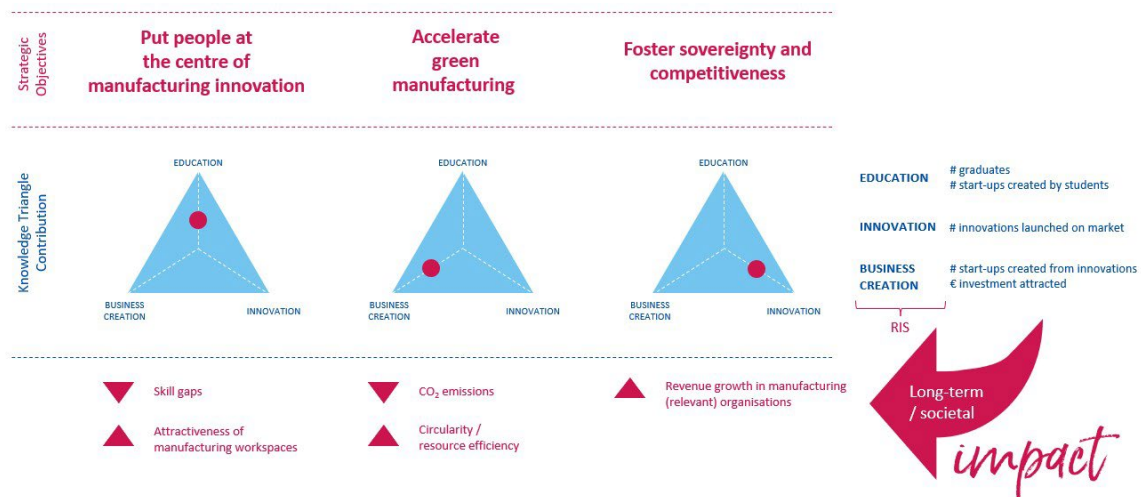 Strategic
Objectives
Put people at
the centre of
manufacturing innovation
Accelerate
green
manufacturing
Foster sovereignty and
competitiveness
Knowledge Triangle
Contribution
EDUCATION
BUSINESS
CREATION
INNOVATION
EDUCATION
BUSINESS
CREATION
INNOVATION
EDUCATION
BUSINESS
CREATION
INNOVATION
EDUCATION
# graduates
# start-ups created by students
INNOVATION
# innovations launched on market
BUSINESS
CREATION
# start-ups created from innovations
€ investment attracted
RIS
Skill gaps
Attractiveness of
manufacturing workspaces
CO₂ emissions
Circularity /
resource efficiency
Revenue growth in manufacturing
(relevant) organisations
Long-term
/ societal
impact